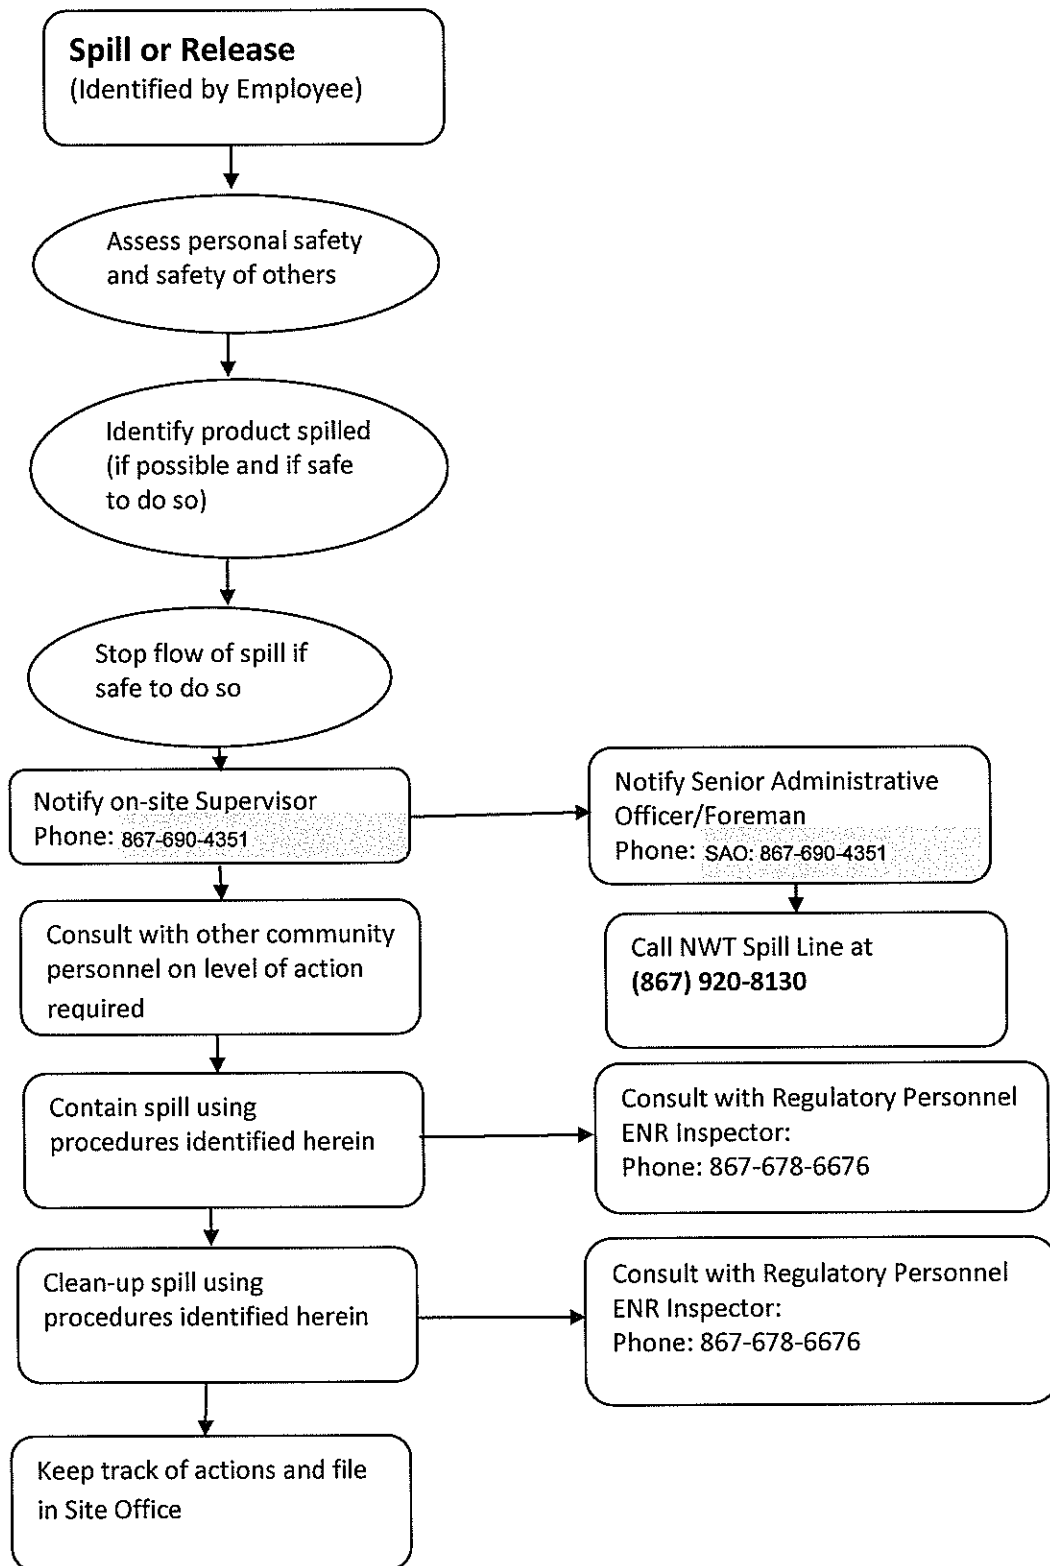 Spill or Release
(Identified by Employee)
Assess personal safety
and safety of others
Identify product spilled
(if possible and if safe
to do so)
Stop flow of spill if
safe to do so
Notify on-site Supervisor
Phone: 867-690-4351
Notify Senior Administrative
Officer/Foreman
Phone: SAO: 867-690-4351
Call NWT Spill Line at
(867) 920-8130
Consult with other community
personnel on level of action
required
Contain spill using
procedures identified herein
Consult with Regulatory Personnel
ENR Inspector:
Phone: 867-678-6676
Clean-up spill using
procedures identified herein
Consult with Regulatory Personnel
ENR Inspector:
Phone: 867-678-6676
Keep track of actions and file
in Site Office